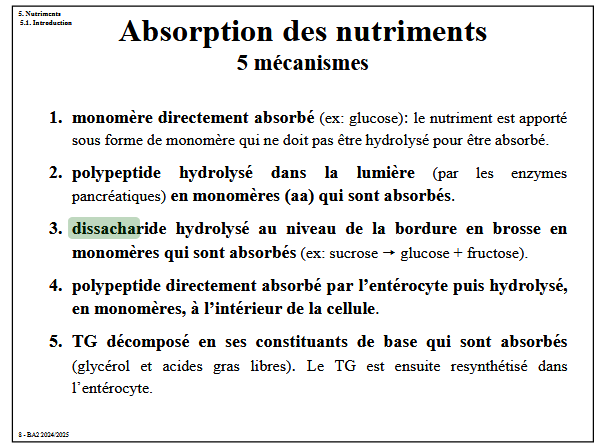 5. Nutriments
5.1. Introduction
Absorption des nutriments
5 mécanismes
1. monomère directement absorbé (ex: glucose): le nutriment est apporté
sous forme de monomère qui ne doit pas être hydrolysé pour être absorbé.
2. polypeptide hydrolysé dans la lumière (par les enzymes
pancréatiques) en monomères (aa) qui sont absorbés.
3. dissacharide hydrolysé au niveau de la bordure en brosse en
monomères qui sont absorbés (ex: sucrose → glucose + fructose).
4. polypeptide directement absorbé par l’entérocyte puis hydrolysé,
en monomères, à l’intérieur de la cellule.
5. TG décomposé en ses constituants de base qui sont absorbés
(glycérol et acides gras libres). Le TG est ensuite resynthétisé dans
l’entérocyte.
8 - BA2 2024/2025